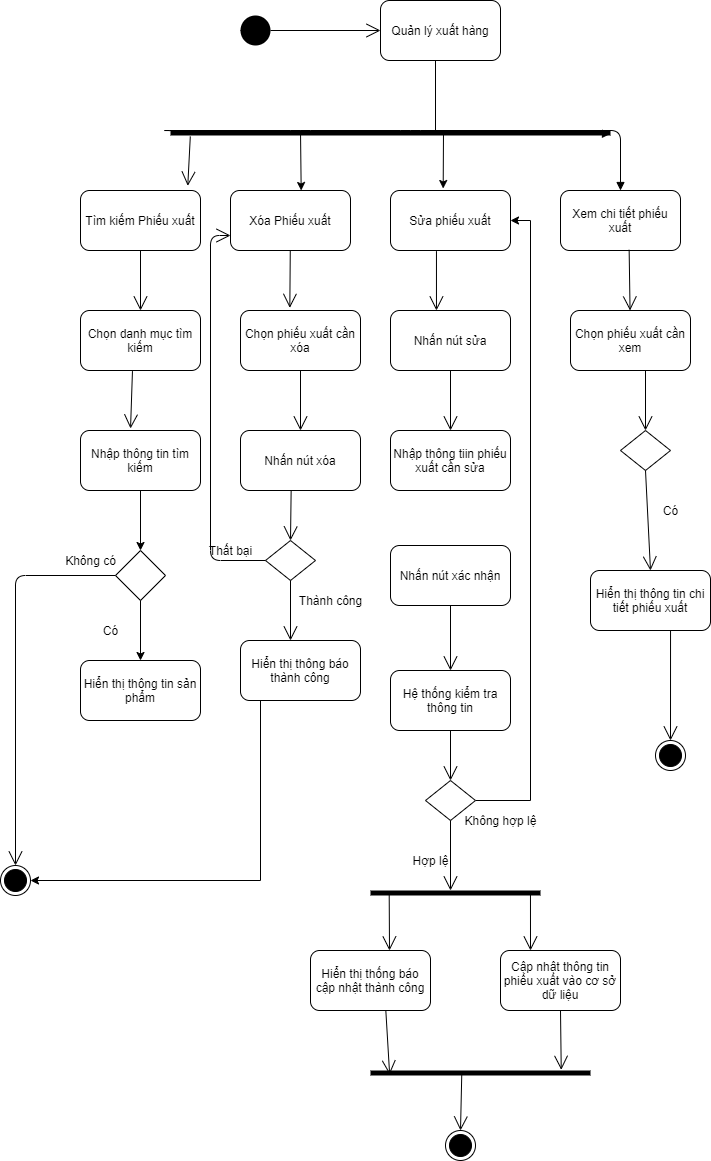 Quản lý xuất hàng
Tìm kiếm Phiếu xuất
Xóa Phiếu xuất
Sửa phiếu xuất
Xem chi tiết phiếu
xuất
Chọn danh mục tìm
kiếm
Chọn phiếu xuất cần
xóa
Nhấn nút sửa
Chọn phiếu xuất cần
xem
Nhập thông tin tìm
kiếm
Nhấn nút xóa
Nhập thông tiin phiếu
xuất cần sửa
Có
Không có
Thất bại
Nhấn nút xác nhận
Hiển thị thông tin chi
tiết phiếu xuất
Thành công
Có
Hiển thị thông tin sản
phẩm
Hiển thị thông báo
thành công
Hệ thống kiểm tra
thông tin
Không hợp lệ
Hợp lệ
Hiển thị thống báo
cập nhật thành công
Cập nhật thông tin
phiếu xuất vào cơ sở
dữ liệu